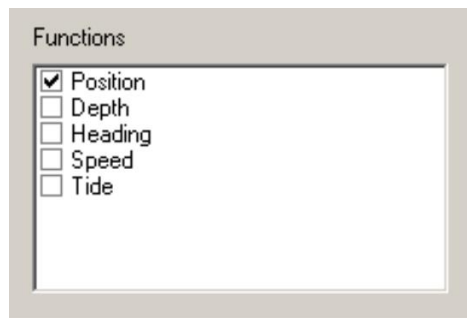 Functions
Position
Depth
Heading
Speed
Tide